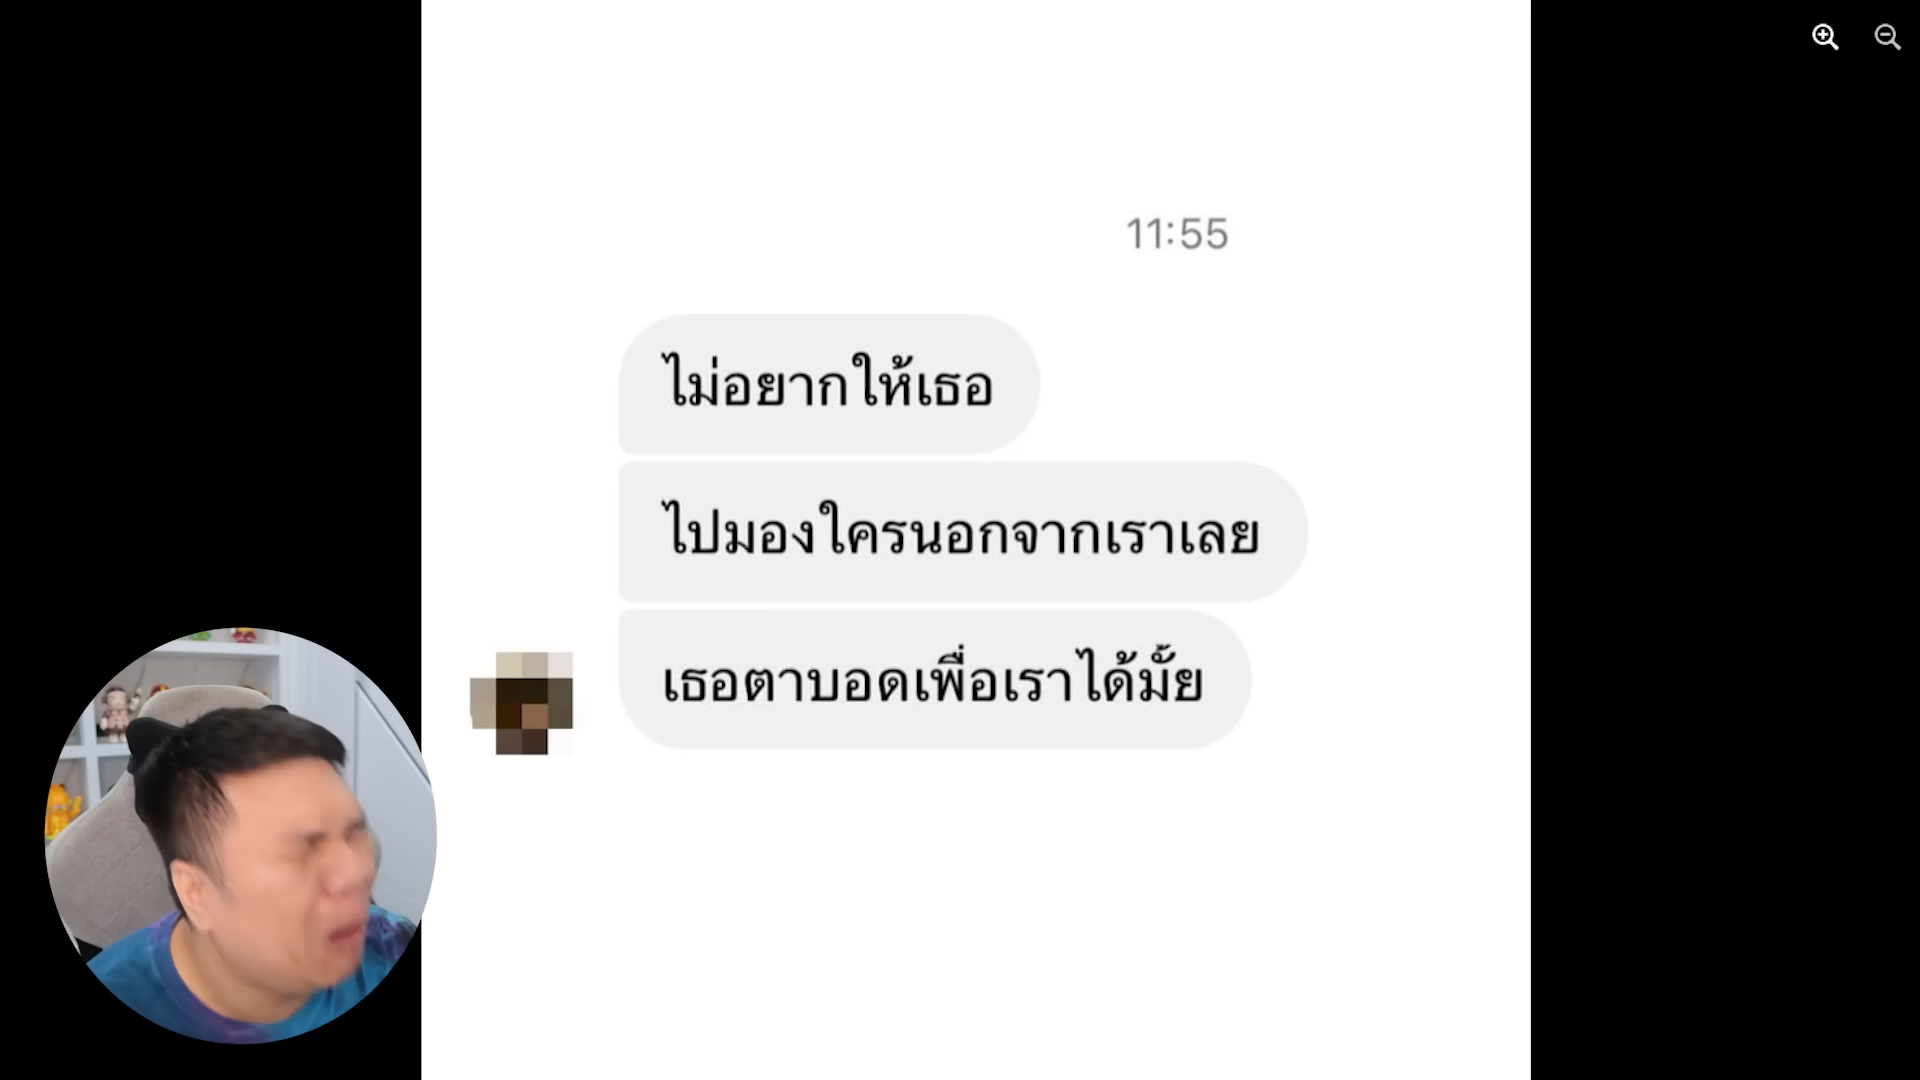 11:55
ไม่อยากให้เธอ
ไปมองใครนอกจากเราเลย
เธอตาบอดเพื่อเราได้มั้ย